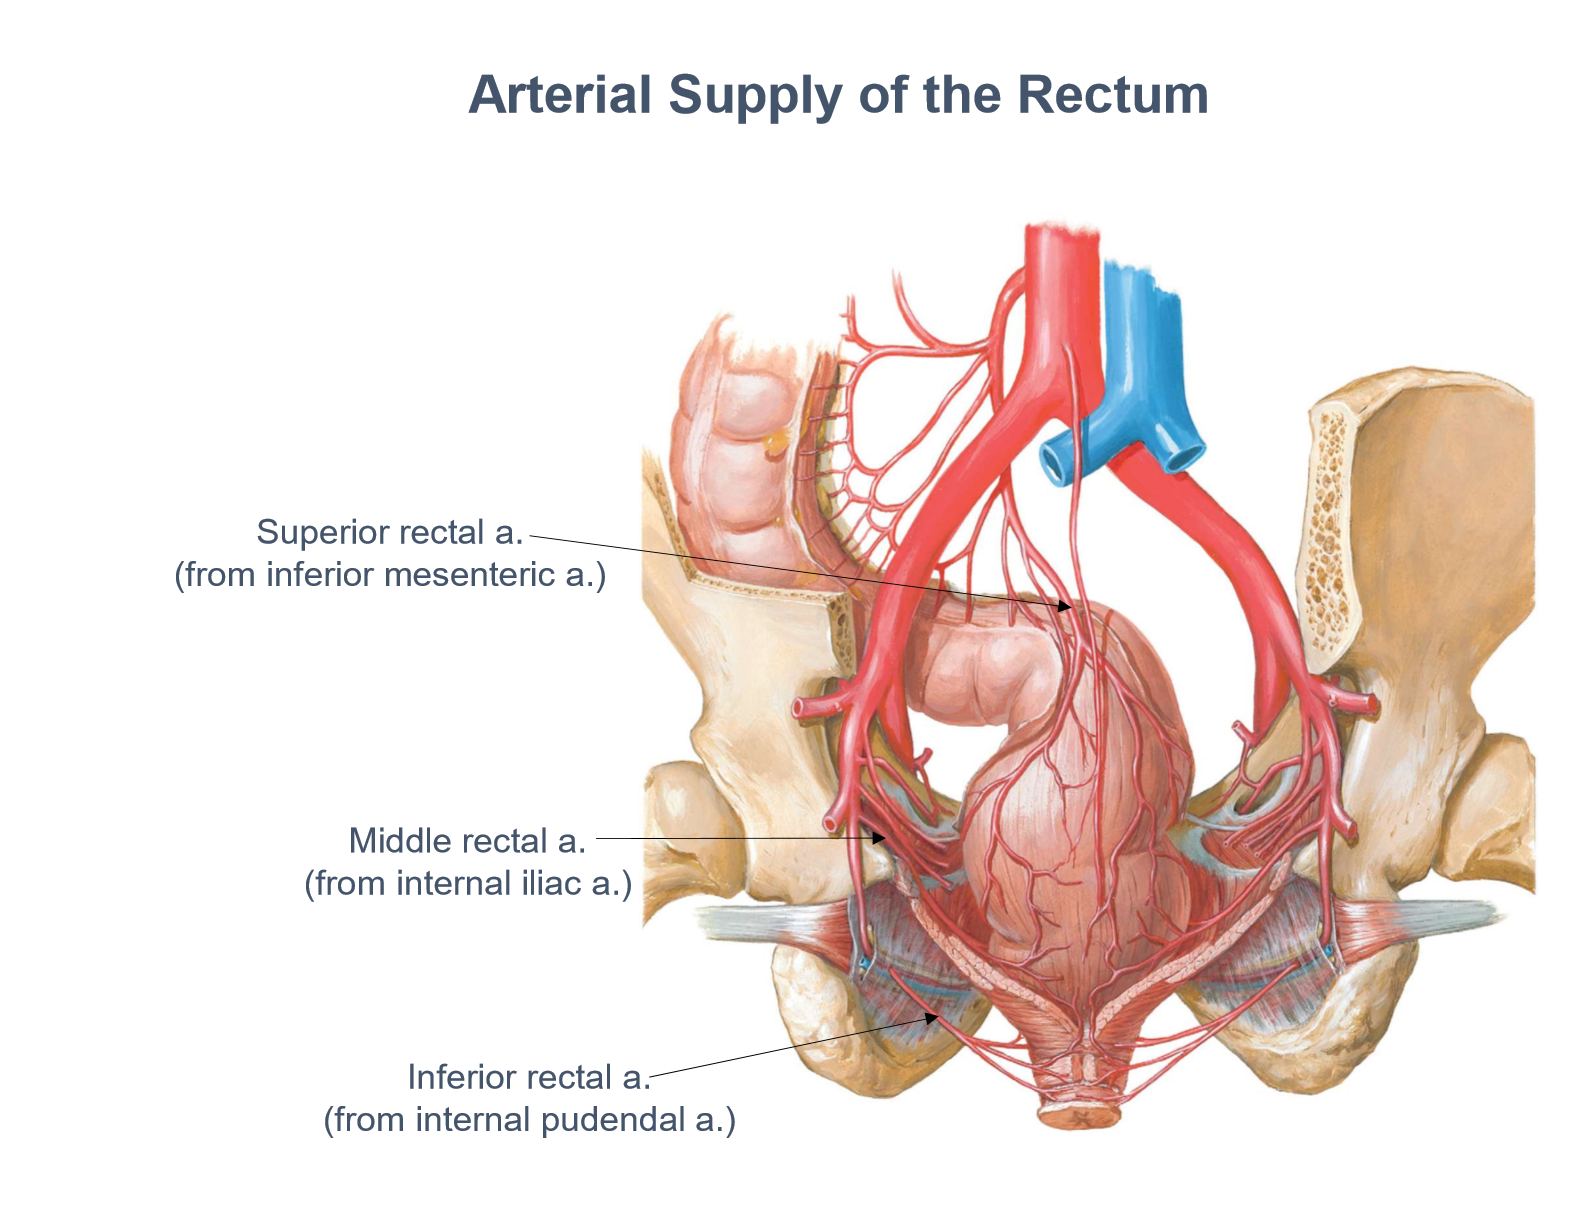 Arterial Supply of the Rectum
Superior rectal a.
(from inferior mesenteric a.)
Middle rectal a.
(from internal iliac a.)
Inferior rectal a.
(from internal pudendal a.)